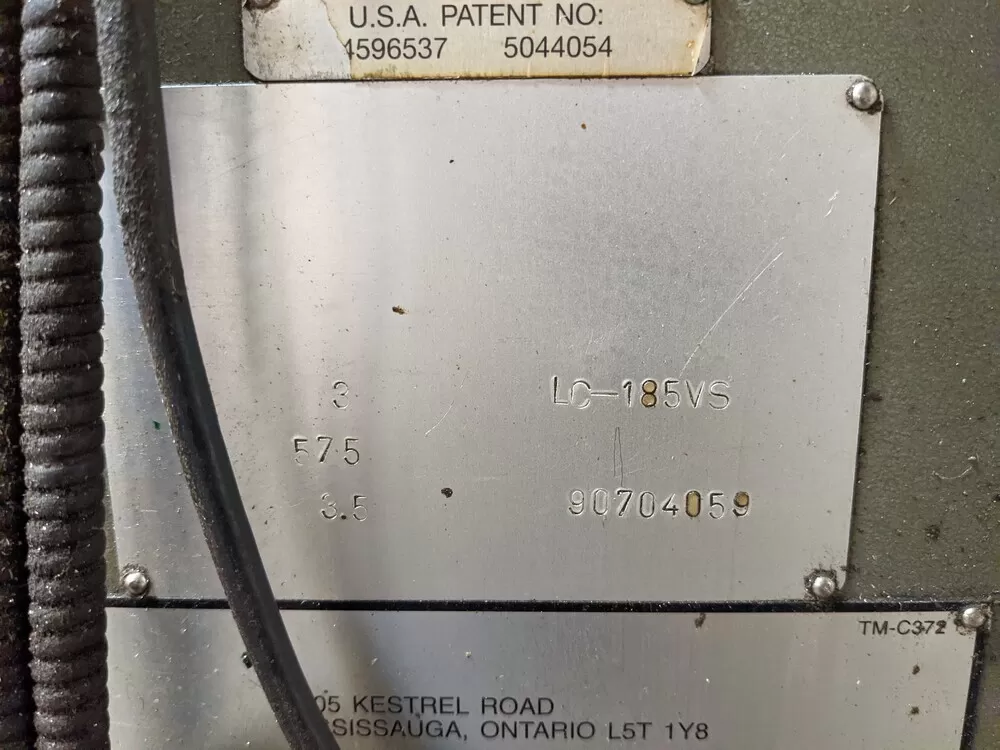 U.S.A. PATENT NO:
4596537 5044054
3 LC-185VS
575
3.5 90704059
TM-C372
05 KESTREL ROAD
SISSAUGA, ONTARIO L5T 1Y8